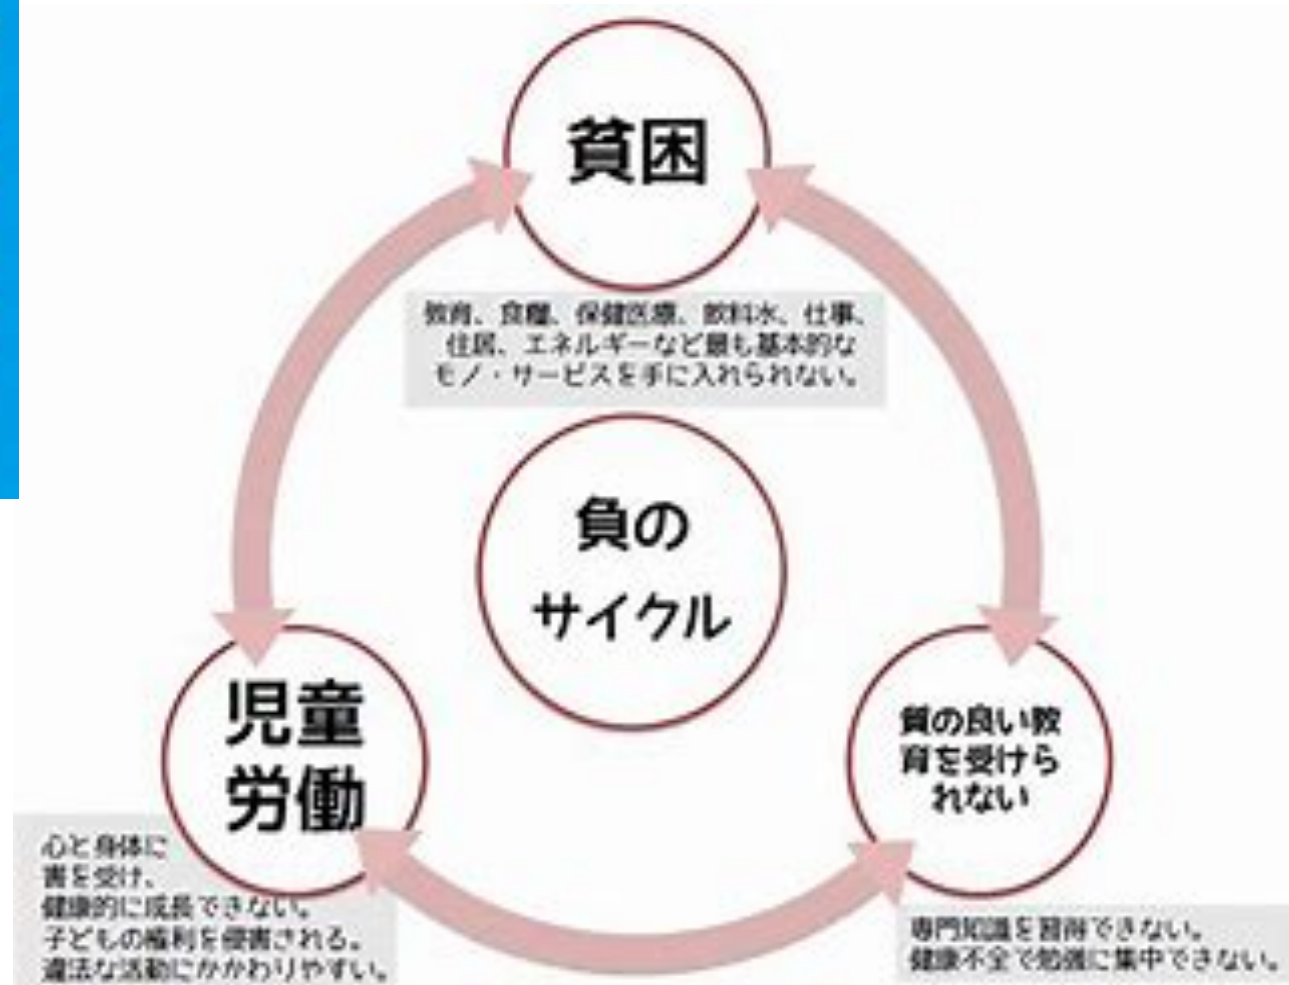 貧困
教育、食糧、保健医療、飲料水、仕事、
住居、エネルギーなど最も基本的な
モノ・サービスを手に入れられない。
負の
サイクル
児童
労働
心と身体に
害を受け、
健康的に成長できない。
子どもの権利を侵害される。
違法な活動にかかわりやすい。
質の良い教
育を受けら
れない
専門知識を習得できない。
健康不全で勉強に集中できない。